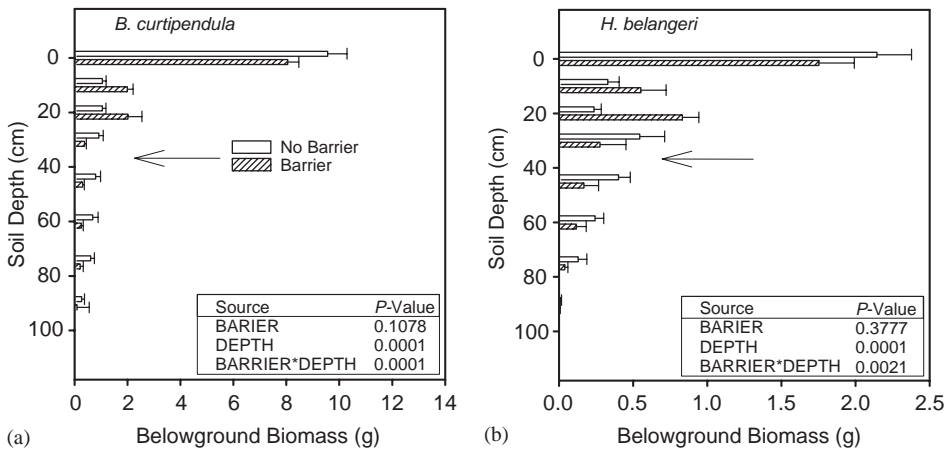 B. curtipendula
0
20
40
60
80
100
Soil Depth (cm)
No Barrier
Barrier
Source P-Value
BARIER 0.1078
DEPTH 0.0001
BARRIER*DEPTH 0.0001
0 2 4 6 8 10 12 14
(a) Belowground Biomass (g)
H. belangeri
0
20
40
60
80
100
Soil Depth (cm)
Source P-Value
BARIER 0.3777
DEPTH 0.0001
BARRIER*DEPTH 0.0021
0.0 0.5 1.0 1.5 2.0 2.5
(b) Belowground Biomass (g)